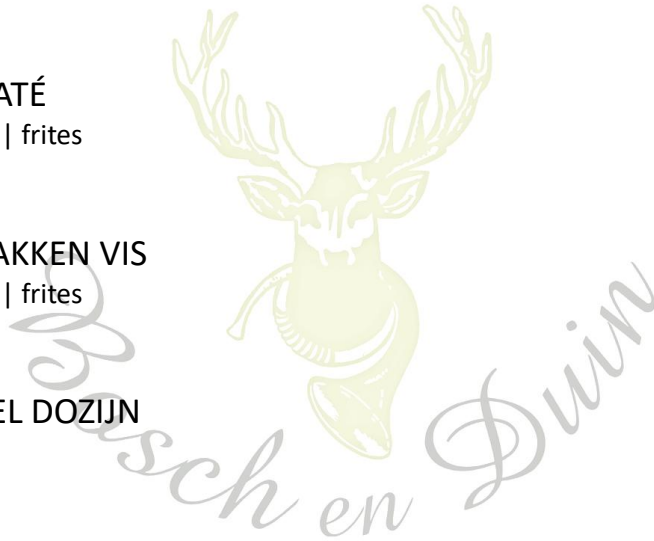 ATÉ
| frites
AKKEN VIS
| frites
EL DOZIJN
Bosch en Duin